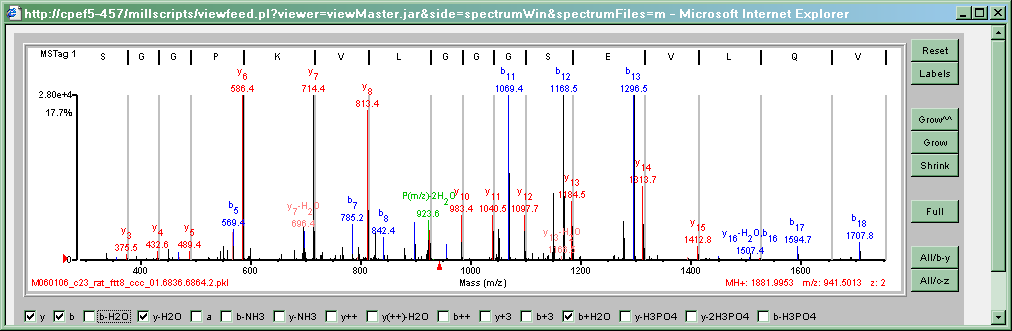 http://cpef5-457/millscripts/viewfeed.pl?viewer=viewMaster.jar&side=spectrumWin&spectrumFiles=m - Microsoft Internet Explorer
MSTag 1 S G G P K V L G G G S E V L Q V
Reset
Labels
Grow^^
Grow
Shrink
Full
All/b-y
All/c-z
2.80e+4
17.7%
y6
586.4
y7
714.4
y8
813.4
b11
1069.4
b12
1168.5
b13
1296.5
y14
1313.7
y13
1184.5
P(m/z)-2H2O
923.6
y10
983.4
y11
1040.5
y12
1097.7
b7
785.2
b8
842.4
y7-H2O
696.4
b5
569.4
y3
375.5
y4
432.6
y5
489.4
y13-H2O
y15
1412.8
y16-H2O,b16
1507.4
b17
1594.7
b18
1707.8
400 600 800 1000 1200 1400 1600
M060106_c23_rat_ftt8_ccc_01.6836.6864.2.pkl Mass (m/z) MH+: 1881.9953 m/z: 941.5013 z: 2
y b b-H2O y-H2O a b-NH3 y-NH3 y++ y(++)-H2O b++ y+3 b+3 b+H2O y-H3PO4 y-2H3PO4 b-H3PO4